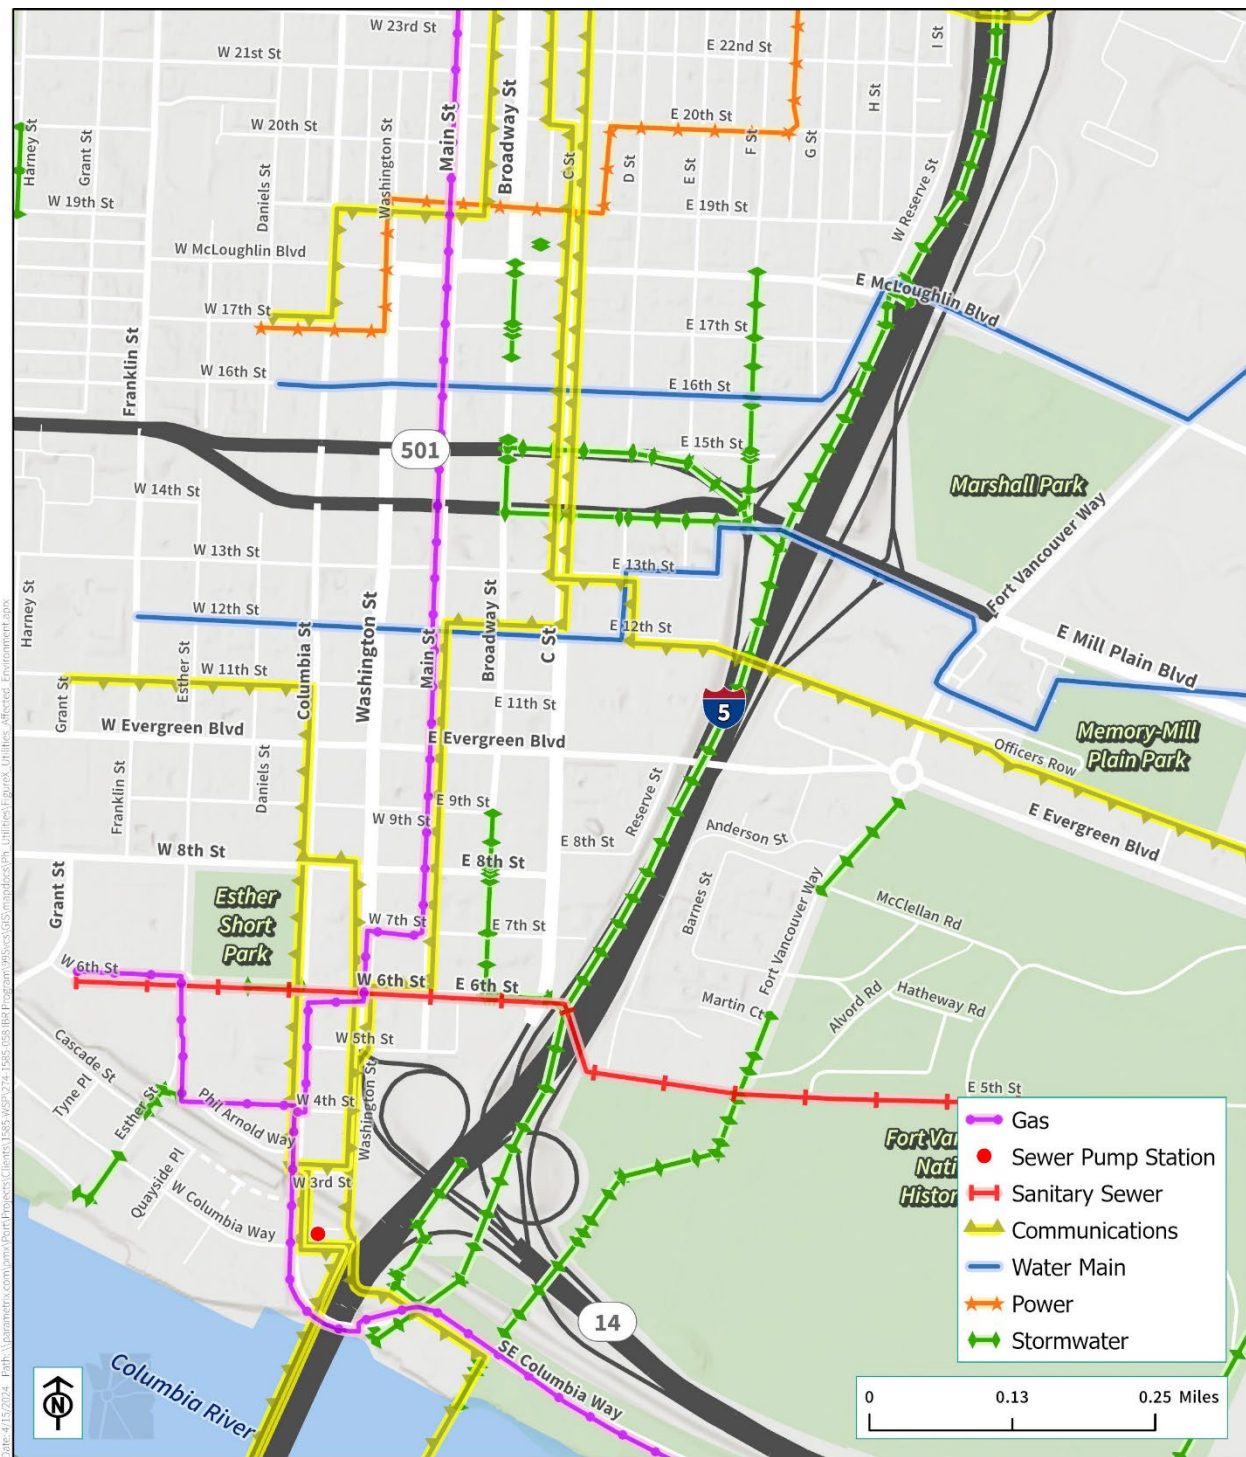 W 23rd St
W 21st St
E 22nd St
I St
H St
W 20th St
E 20th St
Harney St
Grant St
Daniels St
Washington St
Main St
Broadway St
C St
D St
E St
F St
G St
W Reserve St
W 19th St
E 19th St
W McLoughlin Blvd
E McLoughlin Blvd
W 17th St
E 17th St
Franklin St
W 16th St
E 16th St
501
E 15th St
Marshall Park
W 14th St
Fort Vancouver Way
W 13th St
E 13th St
Harney St
W 12th St
E 12th St
Columbia St
Washington St
Main St
Broadway St
C St
E Mill Plain Blvd
Grant St
Esther St
W 11th St
E 11th St
5
W Evergreen Blvd
E Evergreen Blvd
Officers Row
Memory-Mill
Plain Park
Franklin St
Daniels St
E 9th St
W 9th St
Reserve St
Anderson St
E Evergreen Blvd
W 8th St
E 8th St
E 8th St
Grant St
Esther
Short
Park
Barnes St
Fort Vancouver Way
McClellan Rd
W 7th St
E 7th St
W 6th St
W 6th St
E 6th St
Martin Ct
Alvord Rd
Hatheway Rd
W 5th St
Cascade St
Tyne Pl
Esther St
Phil Arnold Way
W 4th St
Washington St
E 5th St
Fort Van
Nati
Histor
Quayside Pl
W Columbia Way
W 3rd St
14
SE Columbia Way
Columbia River
N
Gas
Sewer Pump Station
Sanitary Sewer
Communications
Water Main
Power
Stormwater
0 0.13 0.25 Miles